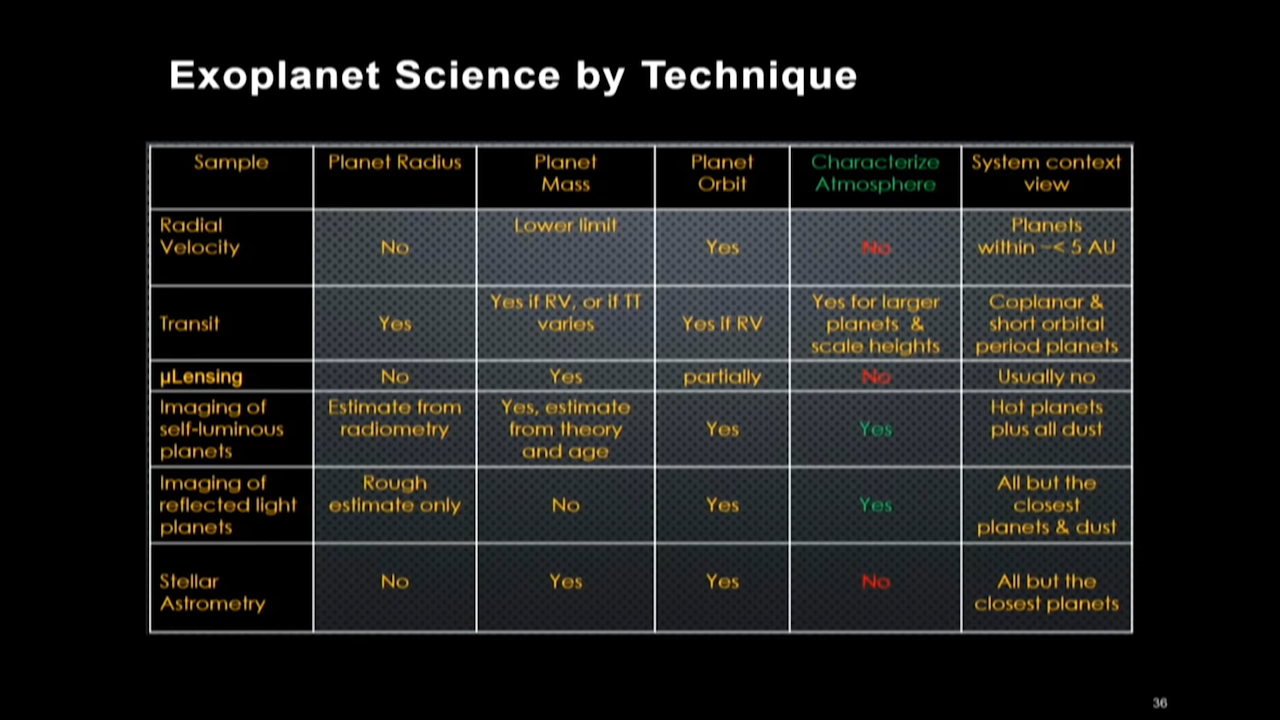 Exoplanet Science by Technique
Sample
Planet Radius
Planet
Mass
Planet
Orbit
Characterize
Atmosphere
System context
view
Radial
Velocity
No
Lower limit
Yes
No
Planets
within ~< 5 AU
Transit
Yes
Yes if RV, or if TT
varies
Yes if RV
Yes for larger
planets &
scale heights
Coplanar &
short orbital
period planets
µLensing
No
Yes
partially
No
Usually no
Imaging of
self-luminous
planets
Estimate from
radiometry
Yes, estimate
from theory
and age
Yes
Yes
Hot planets
plus all dust
Imaging of
reflected light
planets
Rough
estimate only
No
Yes
Yes
All but the
closest
planets & dust
Stellar
Astrometry
No
Yes
Yes
No
All but the
closest planets
36